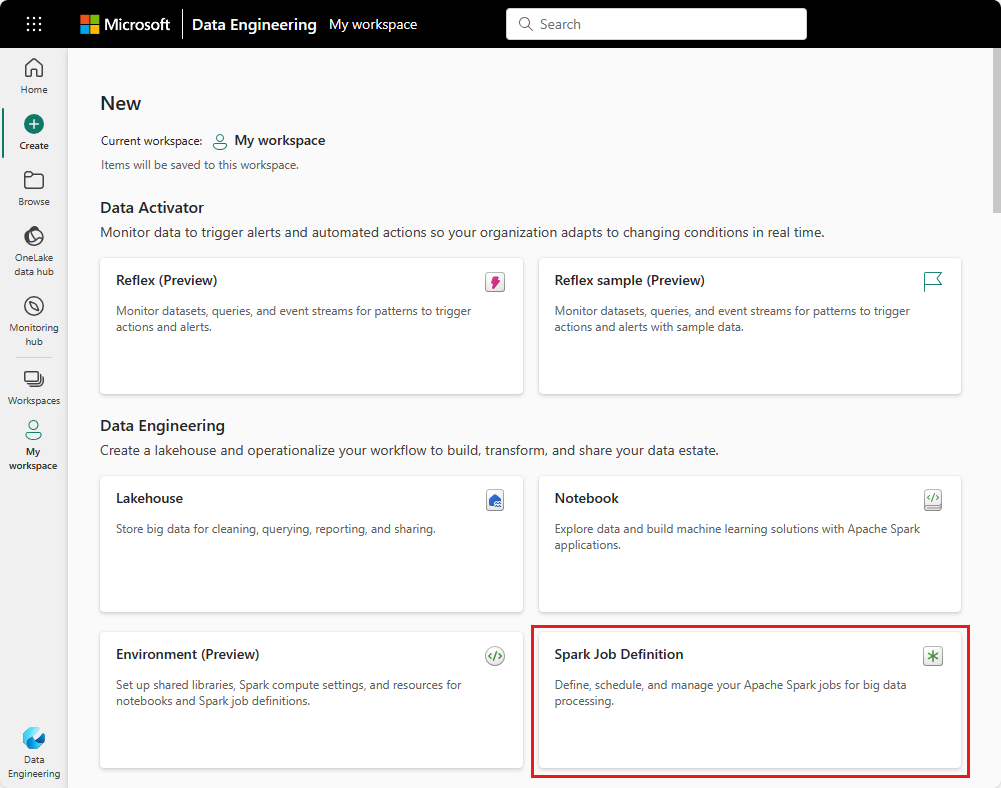 Microsoft Data Engineering My workspace Search
Home
Create
Browse
OneLake
data hub
Monitoring
hub
Workspaces
My
workspace
Data
Engineering
New
Current workspace: My workspace
Items will be saved to this workspace.
Data Activator
Monitor data to trigger alerts and automated actions so your organization adapts to changing conditions in real time.
Reflex (Preview)
Monitor datasets, queries, and event streams for patterns to trigger
actions and alerts.
Reflex sample (Preview)
Monitor datasets, queries, and event streams for patterns to trigger
actions and alerts with sample data.
Data Engineering
Create a lakehouse and operationalize your workflow to build, transform, and share your data estate.
Lakehouse
Store big data for cleaning, querying, reporting, and sharing.
Notebook
Explore data and build machine learning solutions with Apache Spark
applications.
Environment (Preview)
Set up shared libraries, Spark compute settings, and resources for
notebooks and Spark job definitions.
Spark Job Definition
Define, schedule, and manage your Apache Spark jobs for big data
processing.